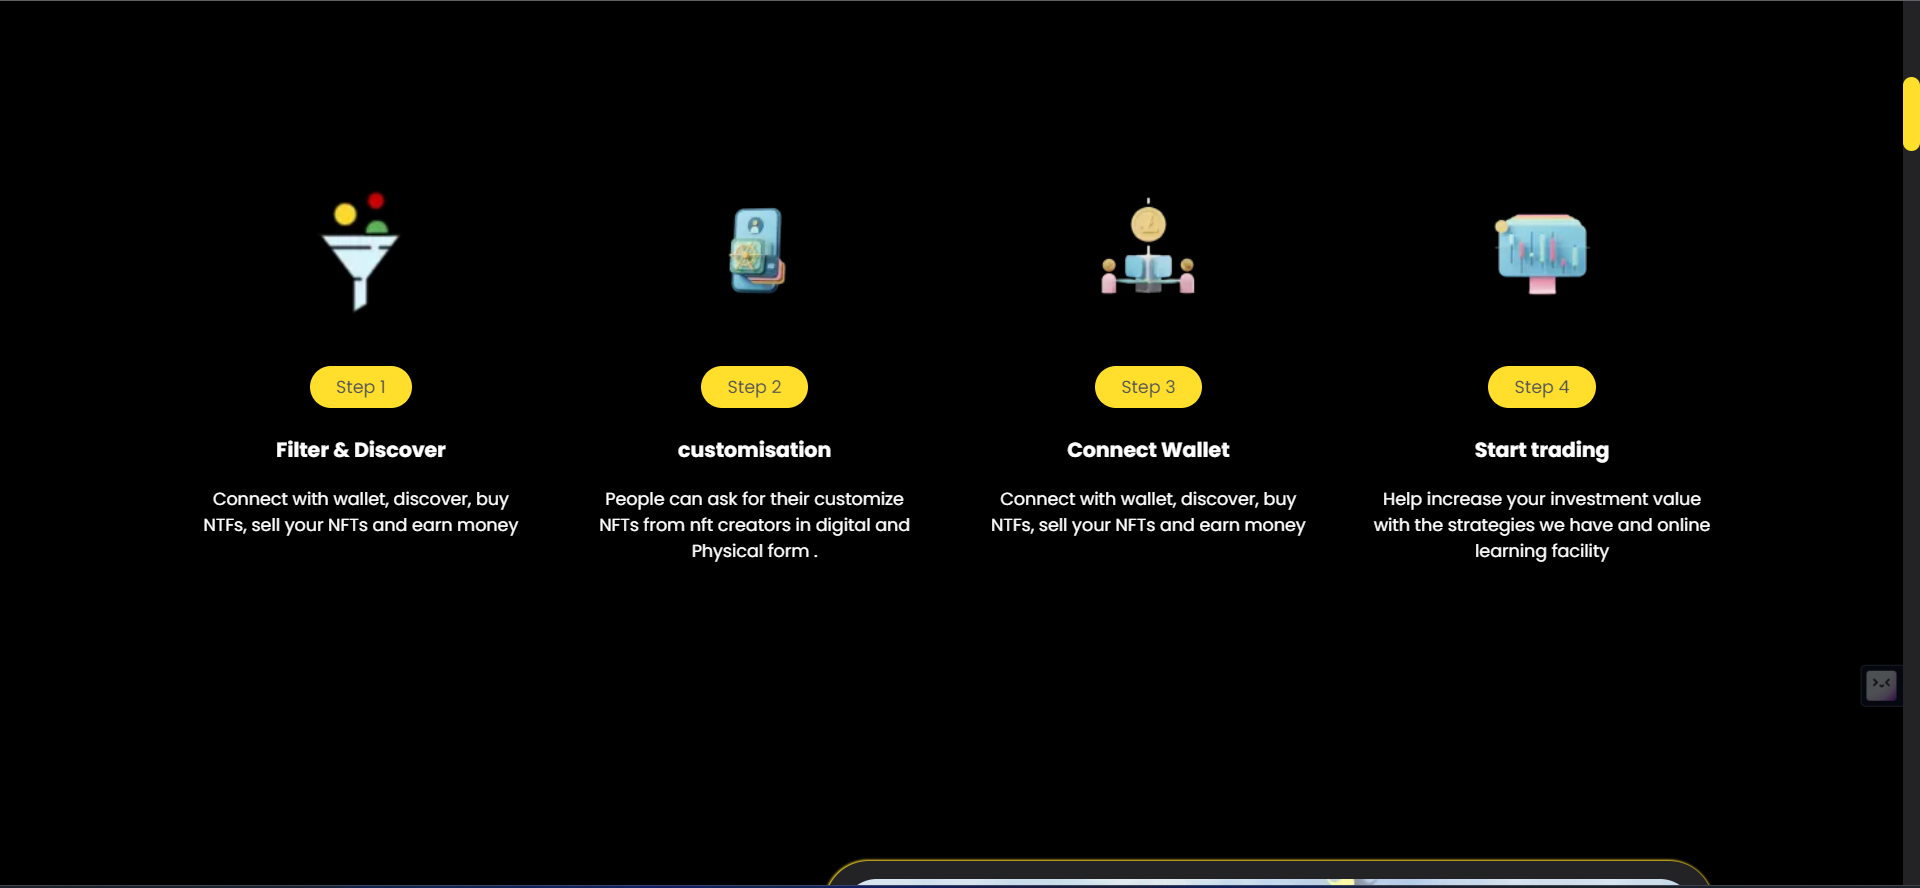 Step 1
Filter & Discover
Connect with wallet, discover, buy
NTFs, sell your NFTs and earn money
Step 2
customisation
People can ask for their customize
NFTs from nft creators in digital and
Physical form .
Step 3
Connect Wallet
Connect with wallet, discover, buy
NTFs, sell your NFTs and earn money
Step 4
Start trading
Help increase your investment value
with the strategies we have and online
learning facility